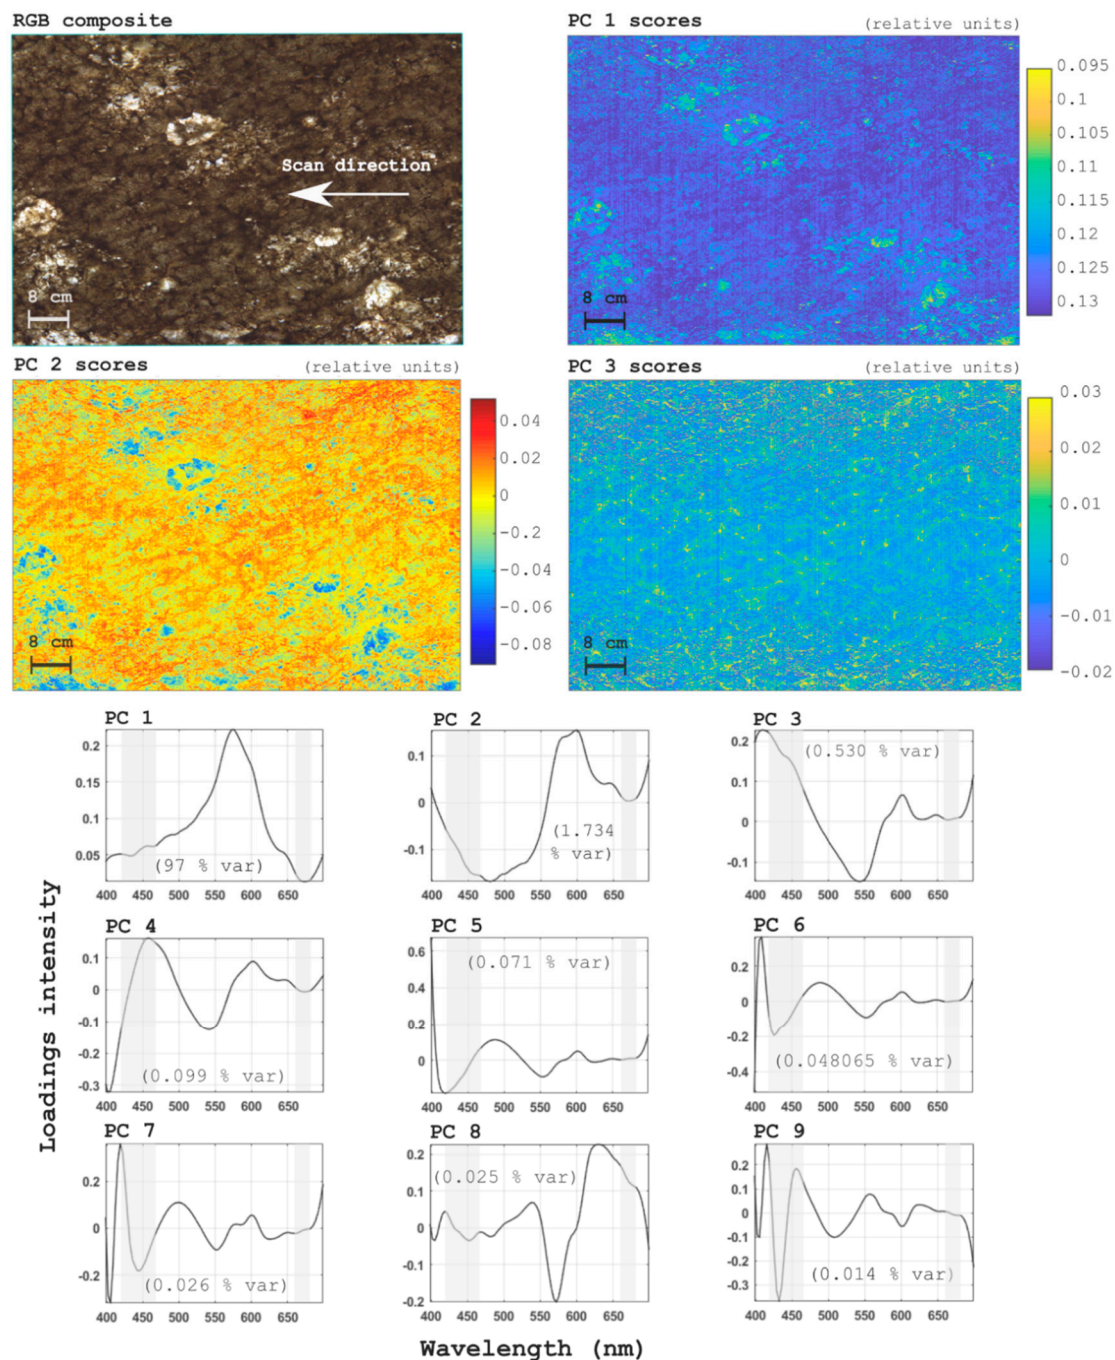 RGB composite
Scan direction
8 cm
PC 1 scores
(relative units)
0.095
0.1
0.105
0.11
0.115
0.12
0.125
0.13
8 cm
PC 2 scores
(relative units)
0.04
0.02
0
-0.02
-0.04
-0.06
-0.08
8 cm
PC 3 scores
(relative units)
0.03
0.02
0.01
0
-0.01
-0.02
8 cm
Loadings intensity
PC 1
0.2
0.15
0.1
0.05
(97 % var)
400 450 500 550 600 650
PC 2
0.1
0
-0.1
(1.734
% var)
400 450 500 550 600 650
PC 3
0.2
0.1
0
-0.1
(0.530 % var)
400 450 500 550 600 650
PC 4
0.1
0
-0.1
-0.2
-0.3
(0.099 % var)
400 450 500 550 600 650
PC 5
0.6
0.4
0.2
0
(0.071 % var)
400 450 500 550 600 650
PC 6
0.2
0
-0.2
-0.4
(0.048065 % var)
400 450 500 550 600 650
PC 7
0.2
0
-0.2
(0.026 % var)
400 450 500 550 600 650
PC 8
0.2
0.1
0
-0.1
-0.2
(0.025 % var)
400 450 500 550 600 650
PC 9
0.2
0.1
0
-0.1
-0.2
-0.3
(0.014 % var)
400 450 500 550 600 650
Wavelength (nm)